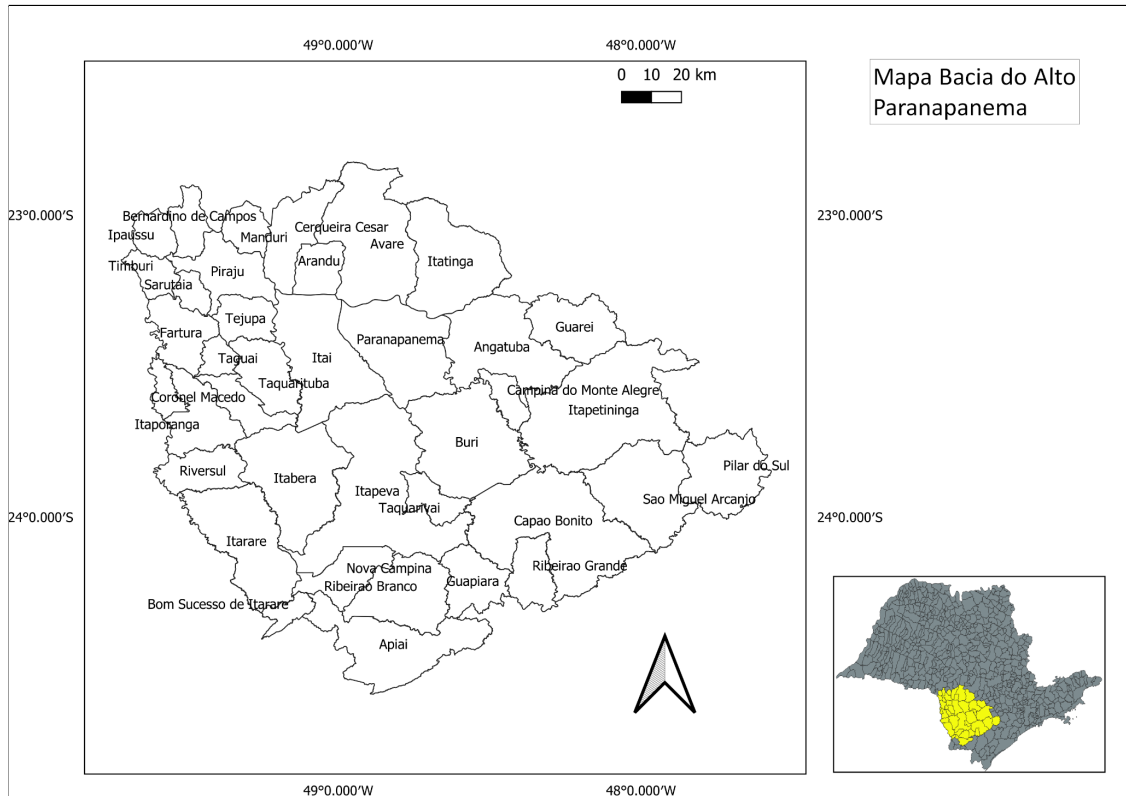 49°0.000'W
48°0.000'W
0 10 20 km
Mapa Bacia do Alto
Paranapanema
23°0.000'S
23°0.000'S
Bernardino de Campos
Ipaussu
Manduri
Cerqueira Cesar
Avare
Timburi
Piraju
Arandu
Itatinga
Sarutaia
Fartura
Tejupa
Guarei
Paranapanema
Angatuba
Taguai
Itai
Taquarituba
Coronel Macedo
Campina do Monte Alegre
Itapetininga
Itaporanga
Buri
Riversul
Itabera
Pilar do Sul
Itapeva
Sao Miguel Arcanjo
Taquarivai
24°0.000'S
Capao Bonito
24°0.000'S
Itarare
Nova Campina
Ribeirao Grande
Ribeirao Branco
Guapiara
Bom Sucesso de Itarare
Apiai
49°0.000'W
48°0.000'W